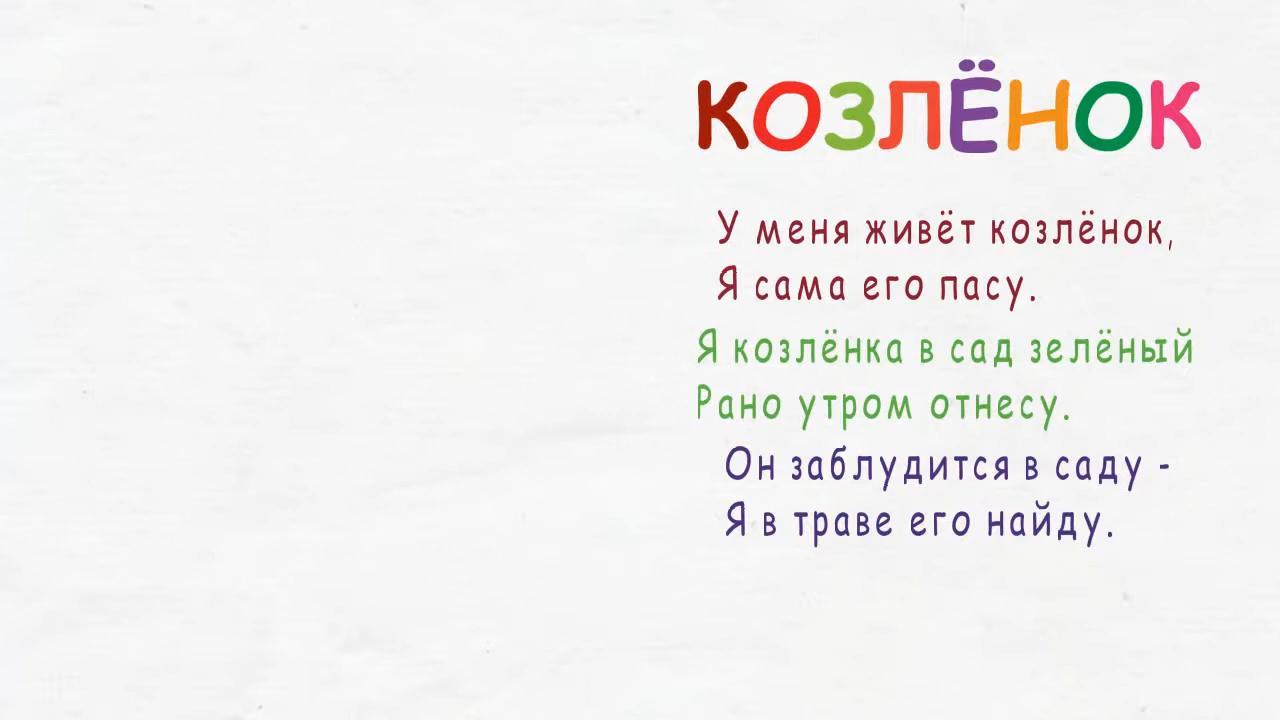 КОЗЛЁНОК
У меня живёт козлёнок,
Я сама его пасу.
Я козлёнка в сад зелёный
Рано утром отнесу.
Он заблудится в саду -
Я в траве его найду.